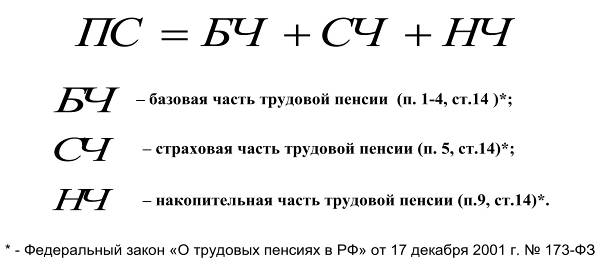 ПС = БЧ + СЧ + НЧ
БЧ – базовая часть трудовой пенсии (п. 1-4, ст.14 )*;
СЧ – страховая часть трудовой пенсии (п. 5, ст.14)*;
НЧ – накопительная часть трудовой пенсии (п.9, ст.14)*.
* - Федеральный закон «О трудовых пенсиях в РФ» от 17 декабря 2001 г. № 173-ФЗ